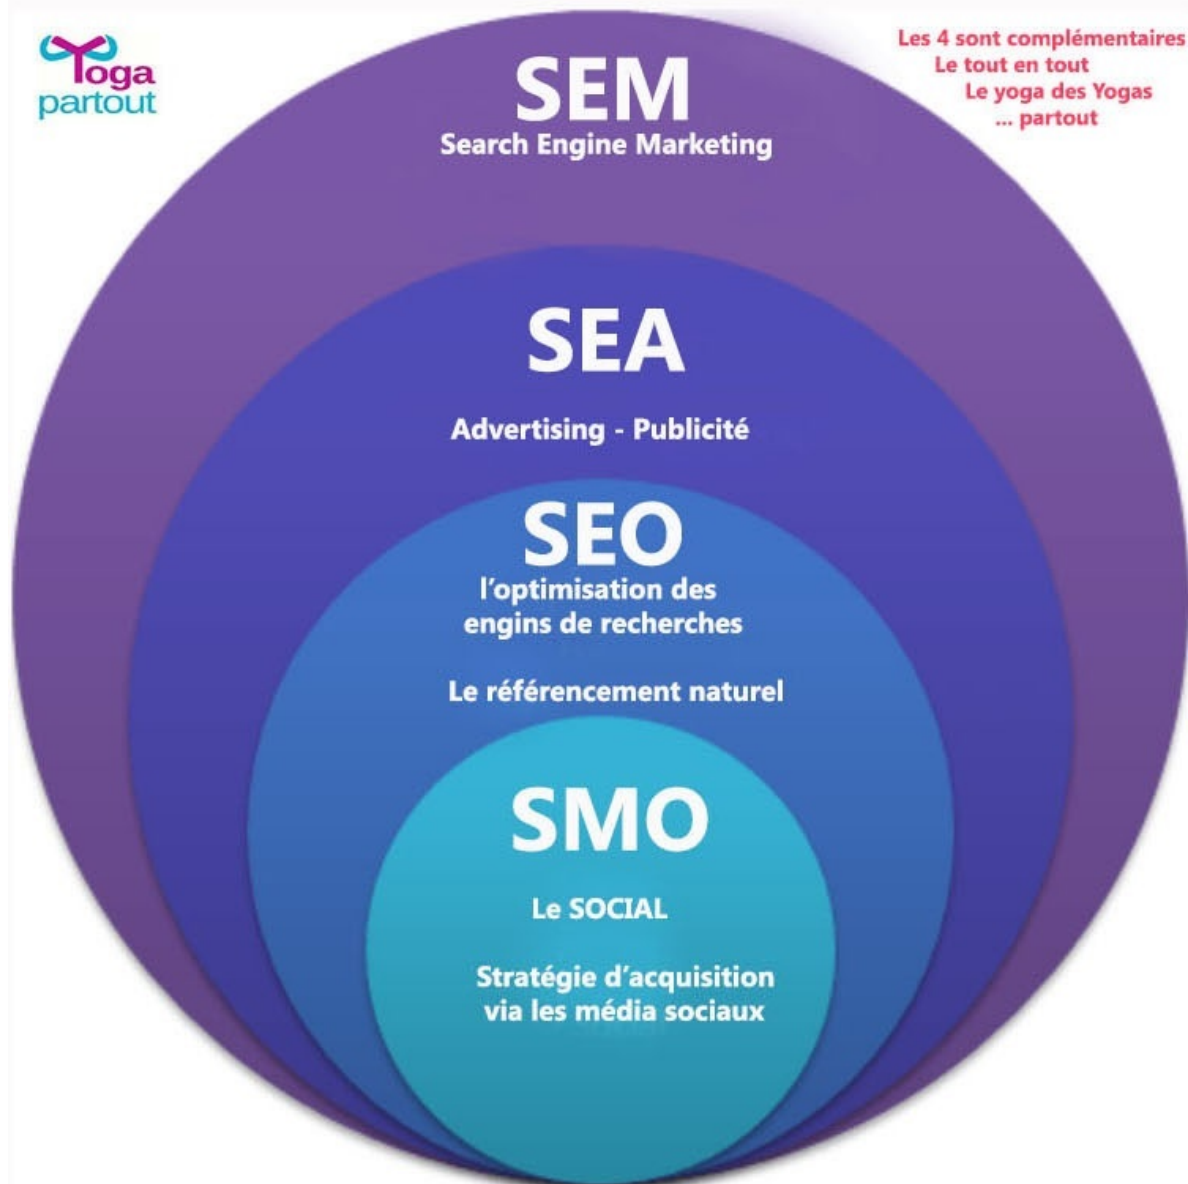 Yoga
partout
Les 4 sont complémentaires
Le tout en tout
Le yoga des Yogas
... partout
SEM
Search Engine Marketing
SEA
Advertising - Publicité
SEO
l'optimisation des
engins de recherches
Le référencement naturel
SMO
Le SOCIAL
Stratégie d'acquisition
via les média sociaux